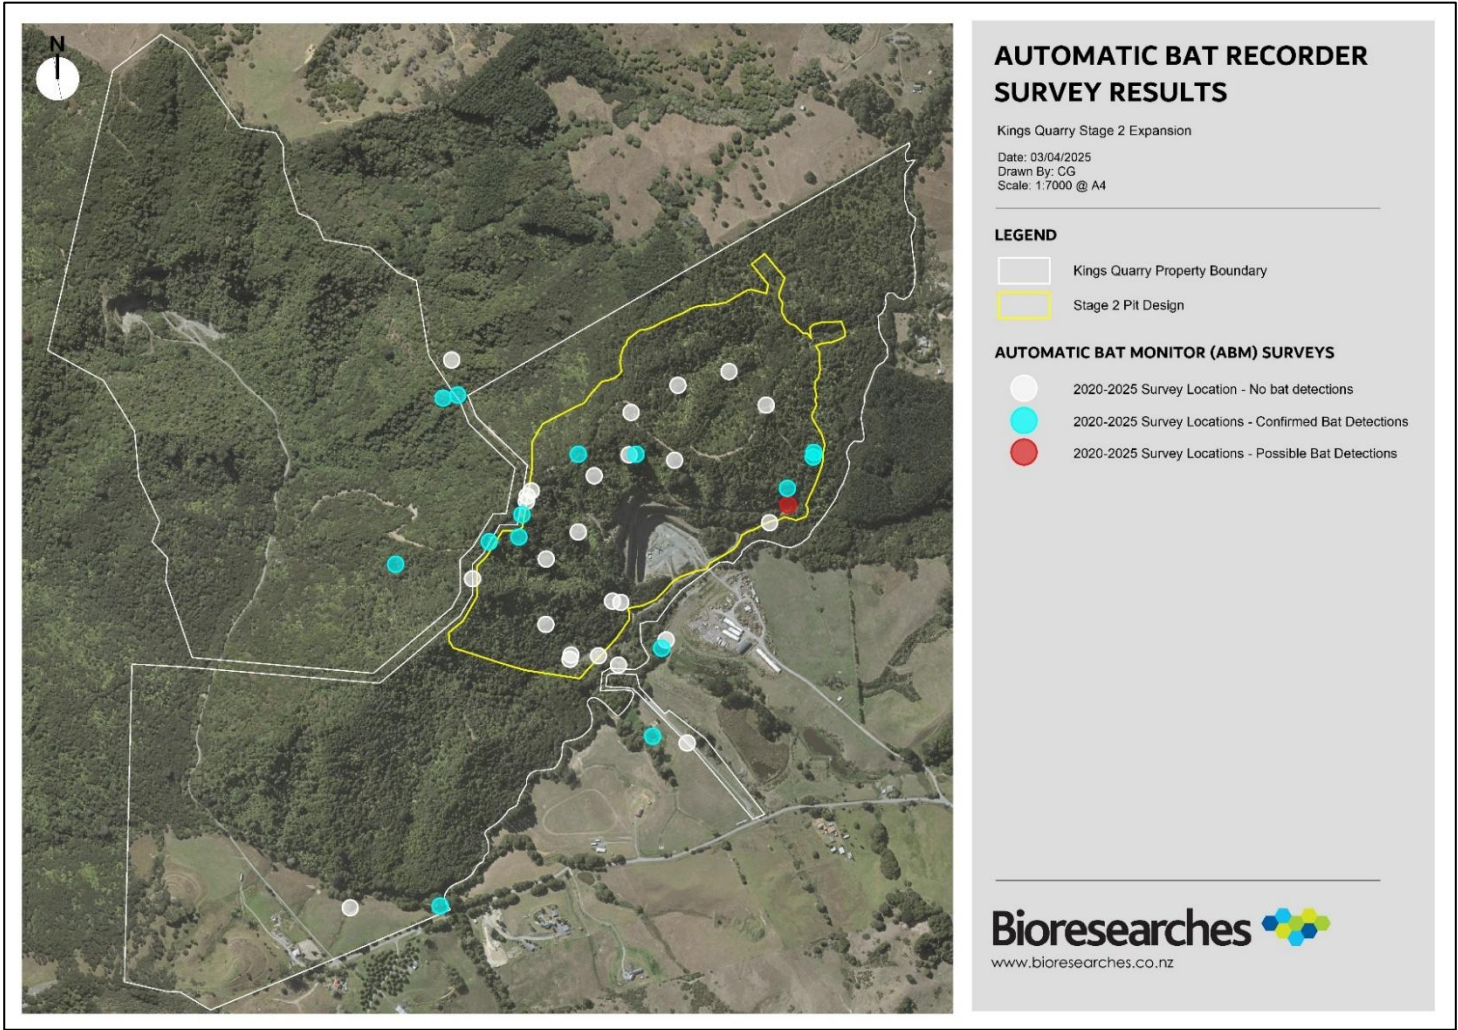 N
AUTOMATIC BAT RECORDER
SURVEY RESULTS
Kings Quarry Stage 2 Expansion
Date: 03/04/2025
Drawn By: CG
Scale: 1:7000 @ A4
LEGEND
Kings Quarry Property Boundary
Stage 2 Pit Design
AUTOMATIC BAT MONITOR (ABM) SURVEYS
2020-2025 Survey Location - No bat detections
2020-2025 Survey Locations - Confirmed Bat Detections
2020-2025 Survey Locations - Possible Bat Detections
Bioresearches
www.bioresearches.co.nz